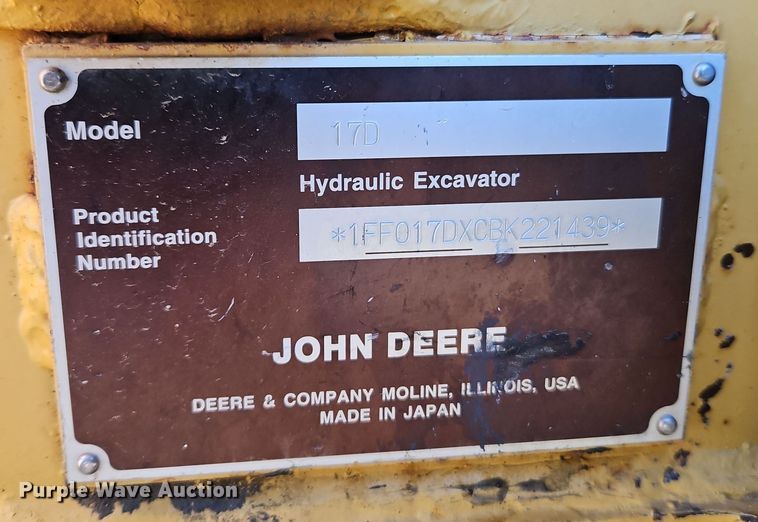 Model
17D
Hydraulic Excavator
Product
Identification
Number
*1FF017DXCBK221439*
JOHN DEERE
DEERE & COMPANY MOLINE, ILLINOIS, USA
MADE IN JAPAN
Purple Wave Auction